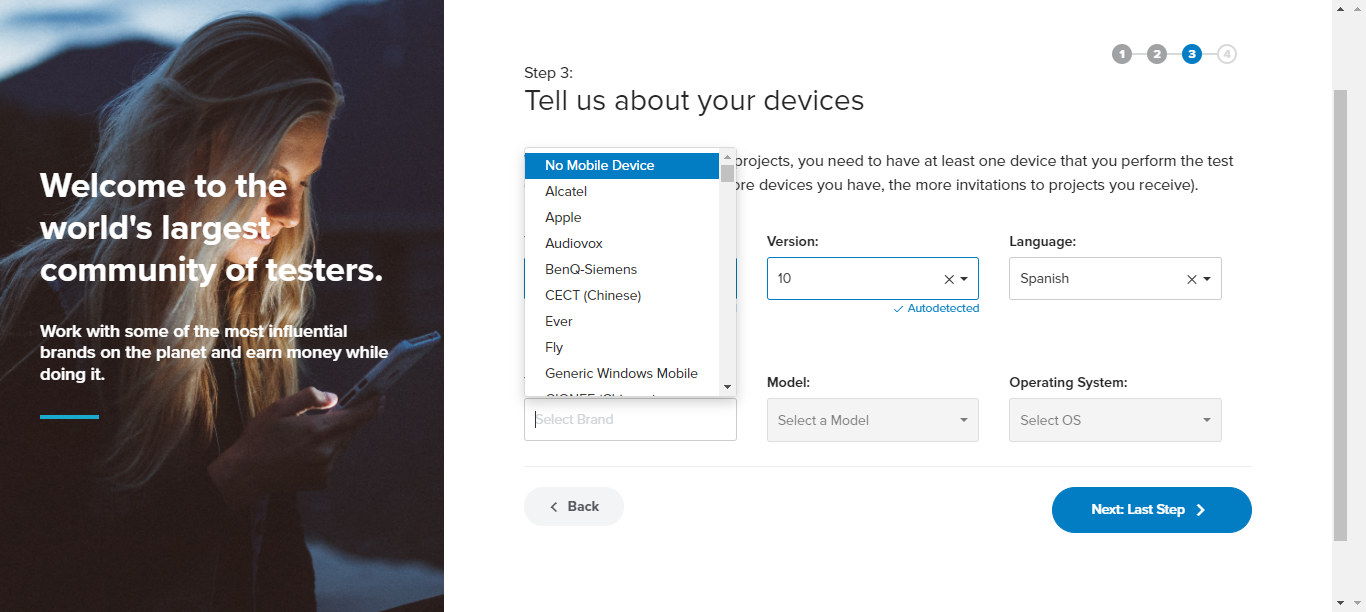 Welcome to the
world's largest
community of testers.
Work with some of the most influential
brands on the planet and earn money while
doing it.
1 2 3 4
Step 3:
Tell us about your devices
projects, you need to have at least one device that you perform the test
devices you have, the more invitations to projects you receive).
No Mobile Device
Alcatel
Apple
Audiovox
BenQ-Siemens
CECT (Chinese)
Ever
Fly
Generic Windows Mobile
Version:
Language:
10
Spanish
Autodetected
Model:
Operating System:
Select Brand
Select a Model
Select OS
Back
Next: Last Step